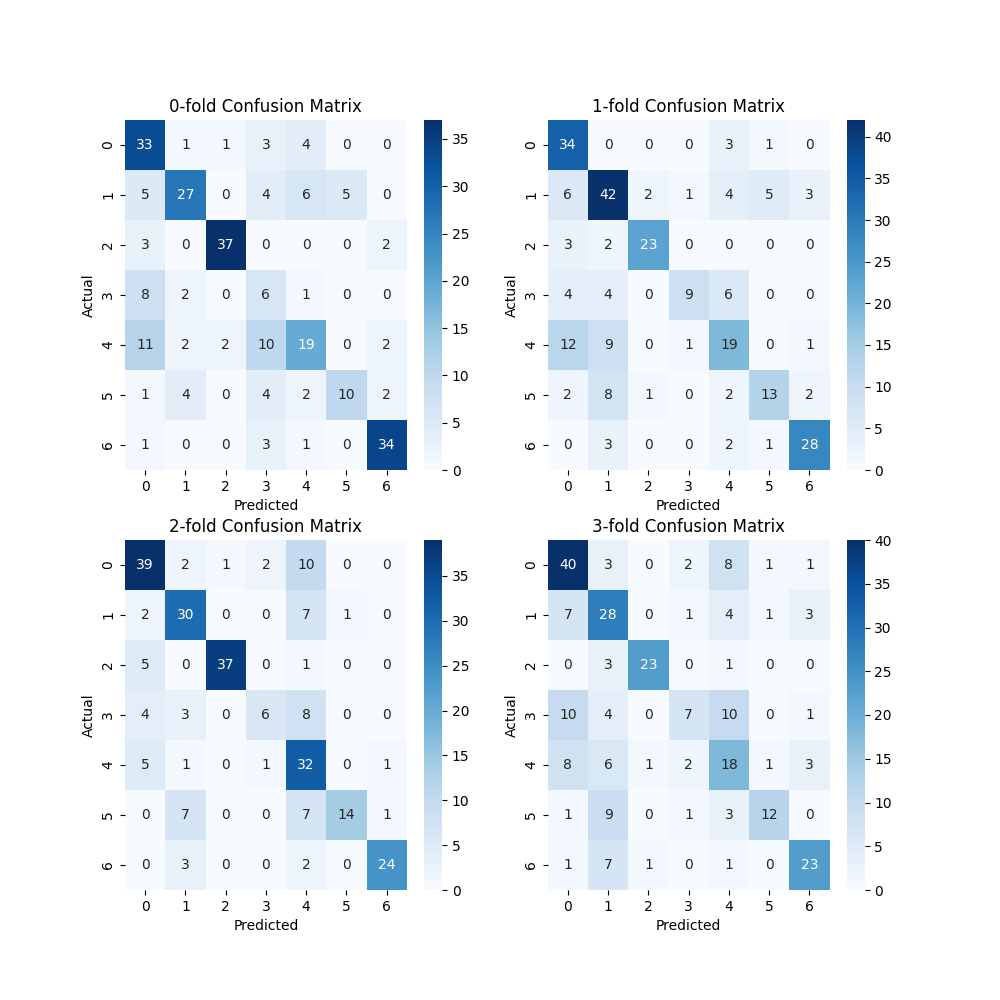 0-fold Confusion Matrix
0 33 1 1 3 4 0 0
1 5 27 0 4 6 5 0
2 3 0 37 0 0 0 2
3 8 2 0 6 1 0 0
4 11 2 2 10 19 0 2
5 1 4 0 4 2 10 2
6 1 0 0 3 1 0 34
0 1 2 3 4 5 6
Predicted
Actual
35
30
25
20
15
10
5
0
1-fold Confusion Matrix
0 34 0 0 0 3 1 0
1 6 42 2 1 4 5 3
2 3 2 23 0 0 0 0
3 4 4 0 9 6 0 0
4 12 9 0 1 19 0 1
5 2 8 1 0 2 13 2
6 0 3 0 0 2 1 28
0 1 2 3 4 5 6
Predicted
Actual
40
35
30
25
20
15
10
5
0
2-fold Confusion Matrix
0 39 2 1 2 10 0 0
1 2 30 0 0 7 1 0
2 5 0 37 0 1 0 0
3 4 3 0 6 8 0 0
4 5 1 0 1 32 0 1
5 0 7 0 0 7 14 1
6 0 3 0 0 2 0 24
0 1 2 3 4 5 6
Predicted
Actual
35
30
25
20
15
10
5
0
3-fold Confusion Matrix
0 40 3 0 2 8 1 1
1 7 28 0 1 4 1 3
2 0 3 23 0 1 0 0
3 10 4 0 7 10 0 1
4 8 6 1 2 18 1 3
5 1 9 0 1 3 12 0
6 1 7 1 0 1 0 23
0 1 2 3 4 5 6
Predicted
Actual
40
35
30
25
20
15
10
5
0